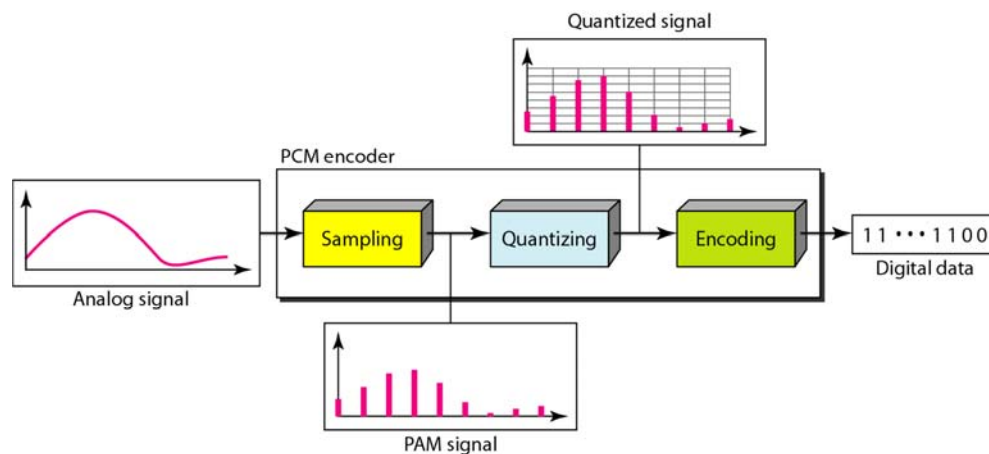 Quantized signal
PCM encoder
Sampling
Quantizing
Encoding
11 ••• 1100
Digital data
Analog signal
PAM signal